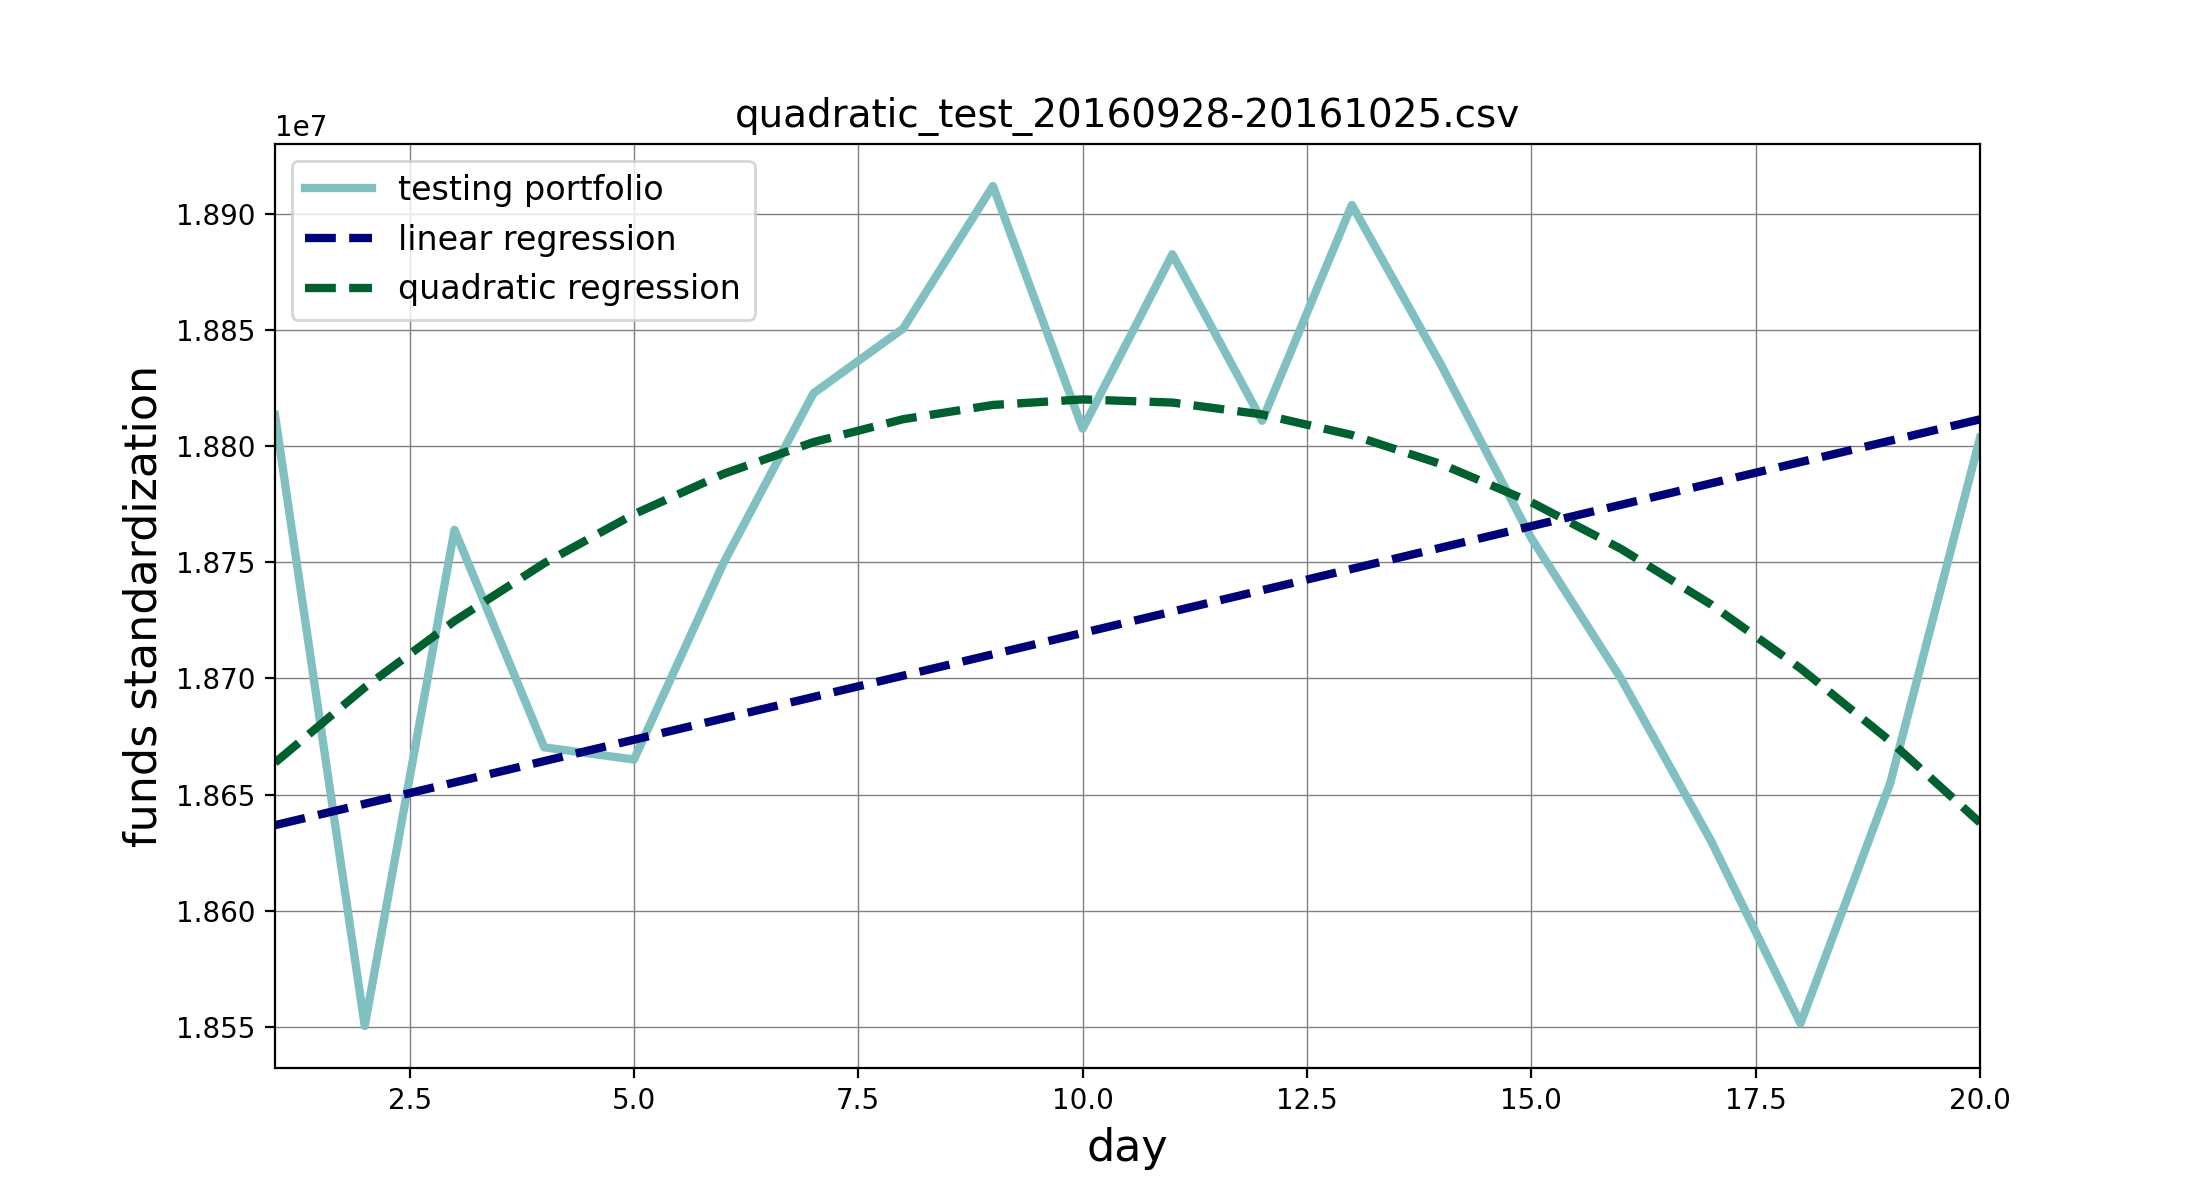 quadratic_test_20160928-20161025.csv
1e7
testing portfolio
linear regression
quadratic regression
1.890
1.885
1.880
1.875
1.870
1.865
1.860
1.855
funds standardization
2.5 5.0 7.5 10.0 12.5 15.0 17.5 20.0
day